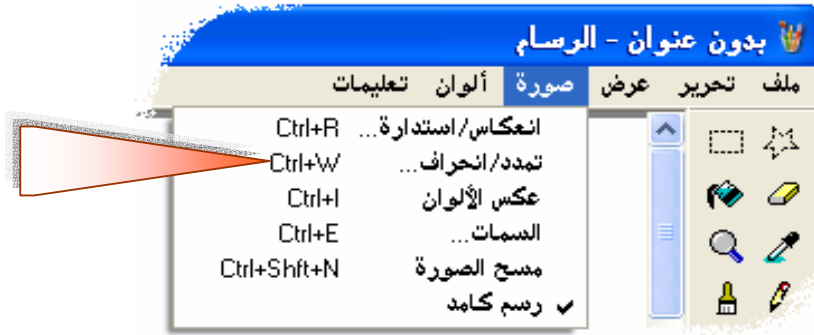 بدون عنوان - الرسام
ملف تحرير عرض صورة ألوان تعليمات
انعكاس/استدارة... Ctrl+R
تمدد/انحراف... Ctrl+W
عكس الألوان Ctrl+I
السمات... Ctrl+E
مسح الصورة Ctrl+Shft+N
رسم كامد